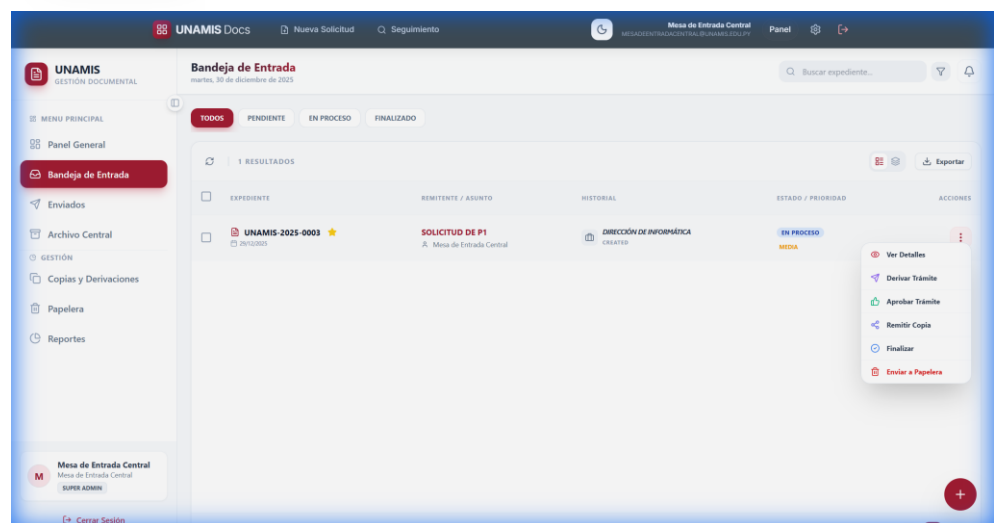 UNAMIS Docs
Nueva Solicitud
Seguimiento
Mesa de Entrada Central
MESADEENTRADACENTRAL@UNAMIS.EDU.PY
Panel
UNAMIS
GESTIÓN DOCUMENTAL
MENU PRINCIPAL
Panel General
Bandeja de Entrada
Enviados
Archivo Central
GESTIÓN
Copias y Derivaciones
Papelera
Reportes
M
Mesa de Entrada Central
Mesa de Entrada Central
SUPER ADMIN
Cerrar Sesión
Bandeja de Entrada
martes, 30 de diciembre de 2025
Buscar expediente...
TODOS
PENDIENTE
EN PROCESO
FINALIZADO
1 RESULTADOS
Exportar
EXPEDIENTE
REMITENTE / ASUNTO
HISTORIAL
ESTADO / PRIORIDAD
ACCIONES
UNAMIS-2025-0003
29/12/2025
SOLICITUD DE P1
Mesa de Entrada Central
DIRECCIÓN DE INFORMÁTICA
CREATED
EN PROCESO
MEDIA
Ver Detalles
Derivar Trámite
Aprobar Trámite
Remitir Copia
Finalizar
Enviar a Papelera